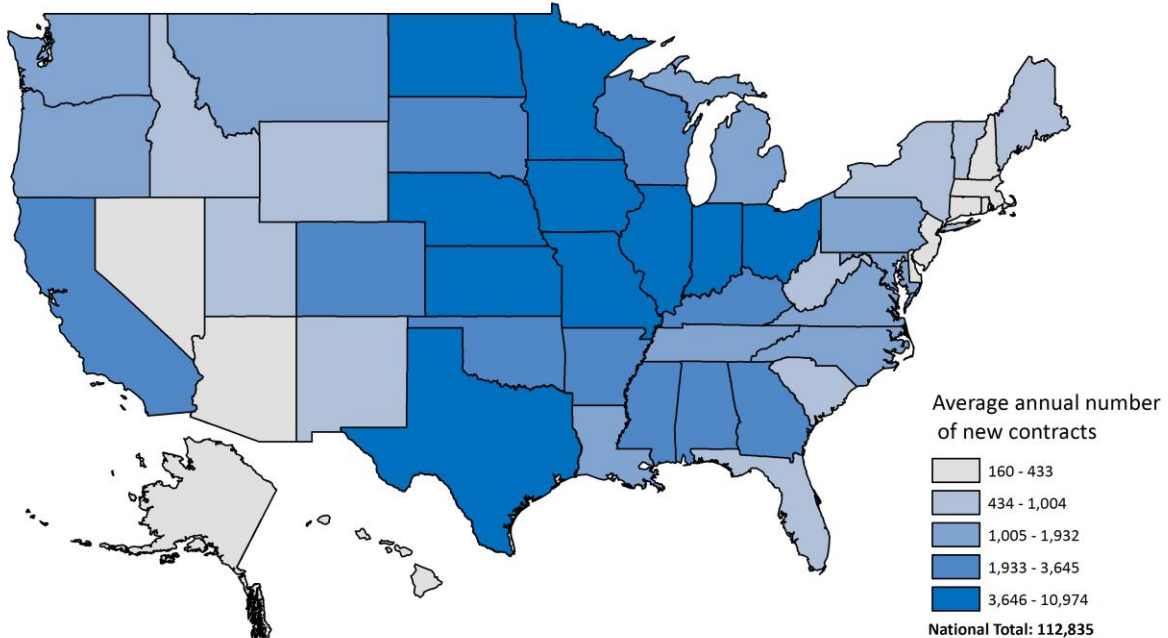 Average annual number
of new contracts
160 - 433
434 - 1,004
1,005 - 1,932
1,933 - 3,645
3,646 - 10,974
National Total: 112,835